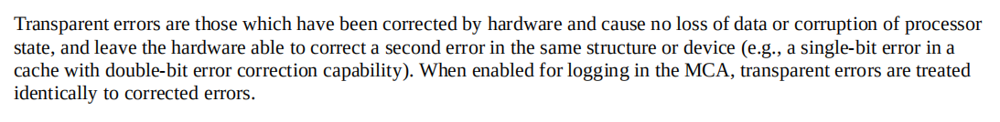 Transparent errors are those which have been corrected by hardware and cause no loss of data or corruption of processor
state, and leave the hardware able to correct a second error in the same structure or device (e.g., a single-bit error in a
cache with double-bit error correction capability). When enabled for logging in the MCA, transparent errors are treated
identically to corrected errors.